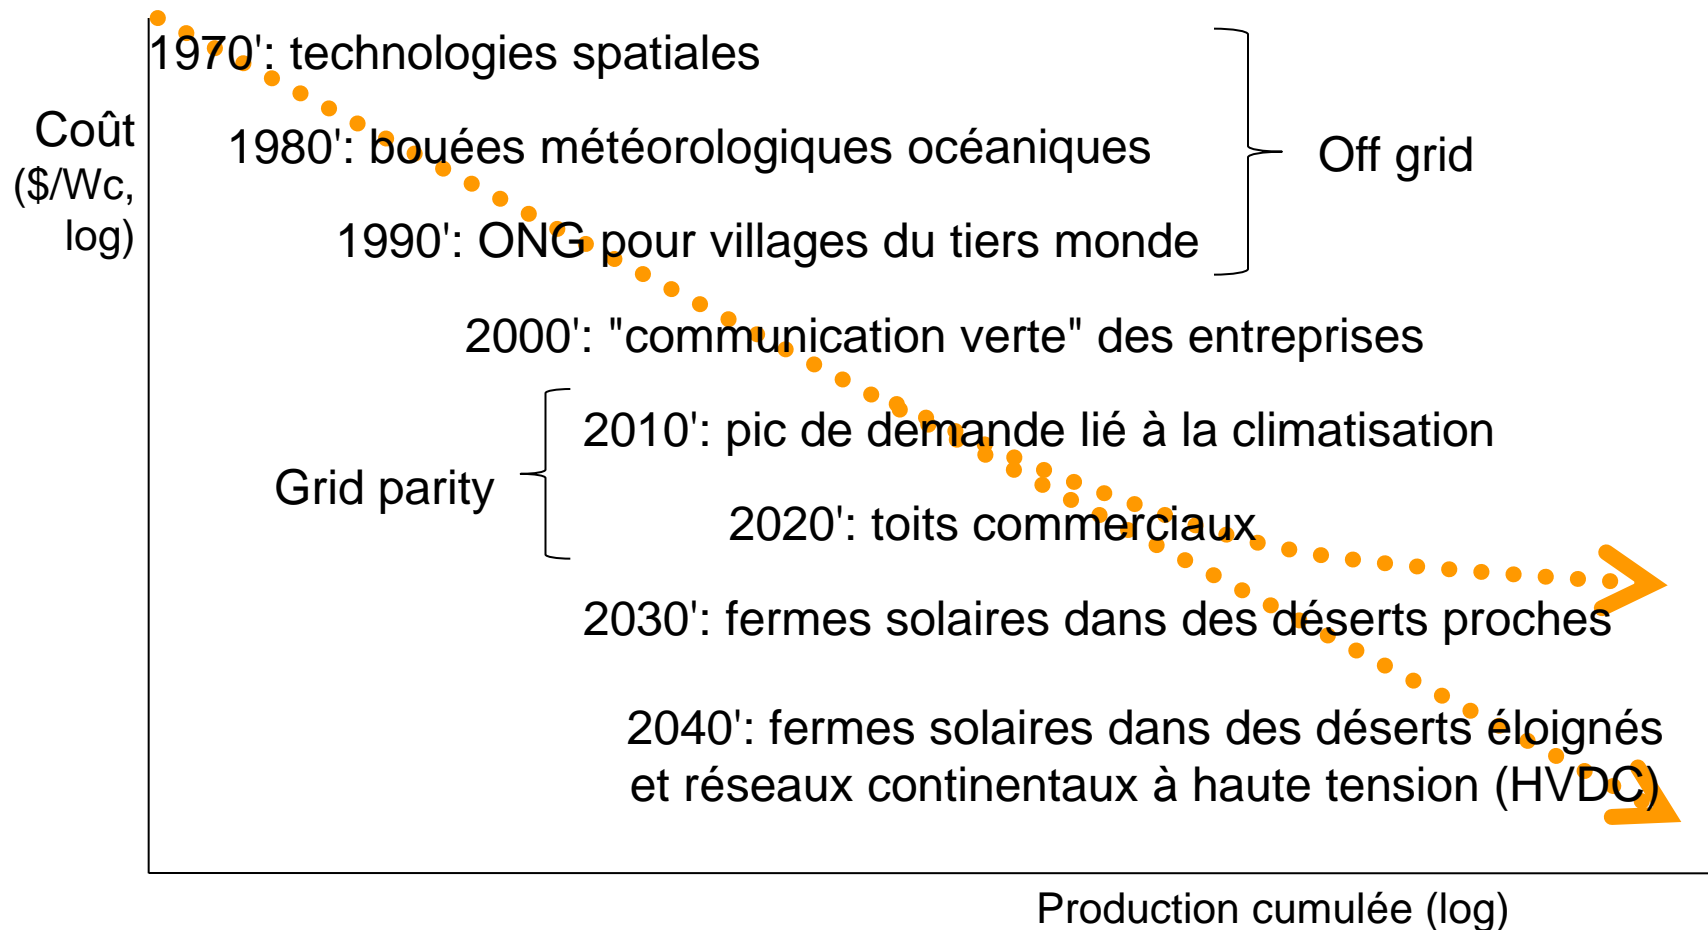 1970': technologies spatiales
Coût
($/Wc,
log)
1980': bouées météorologiques océaniques
Off grid
1990': ONG pour villages du tiers monde
2000': "communication verte" des entreprises
2010': pic de demande lié à la climatisation
Grid parity
2020': toits commerciaux
2030': fermes solaires dans des déserts proches
2040': fermes solaires dans des déserts éloignés
et réseaux continentaux à haute tension (HVDC)
Production cumulée (log)